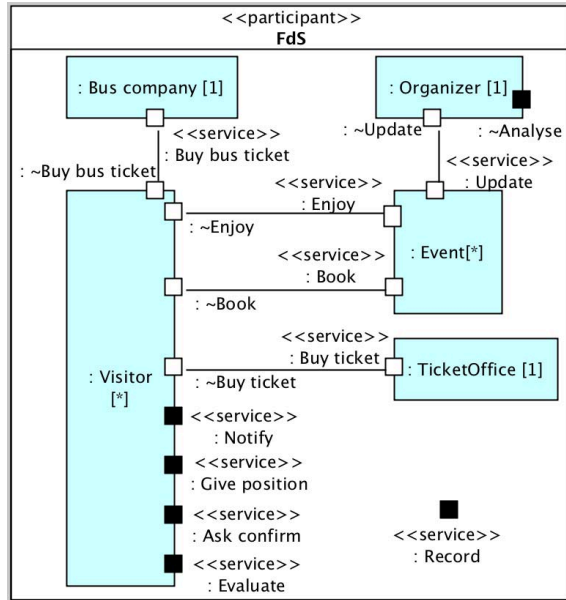 <<participant>>
FdS
: Bus company [1]
: Organizer [1]
<<service>>
: Buy bus ticket
: ~Update
: ~Analyse
: ~Buy bus ticket
<<service>>
: Update
<<service>>
: Enjoy
: ~Enjoy
: Event[*]
<<service>>
: Book
: ~Book
<<service>>
: Buy ticket
: TicketOffice [1]
: Visitor
[*]
: ~Buy ticket
<<service>>
: Notify
<<service>>
: Give position
<<service>>
: Ask confirm
<<service>>
: Record
<<service>>
: Evaluate